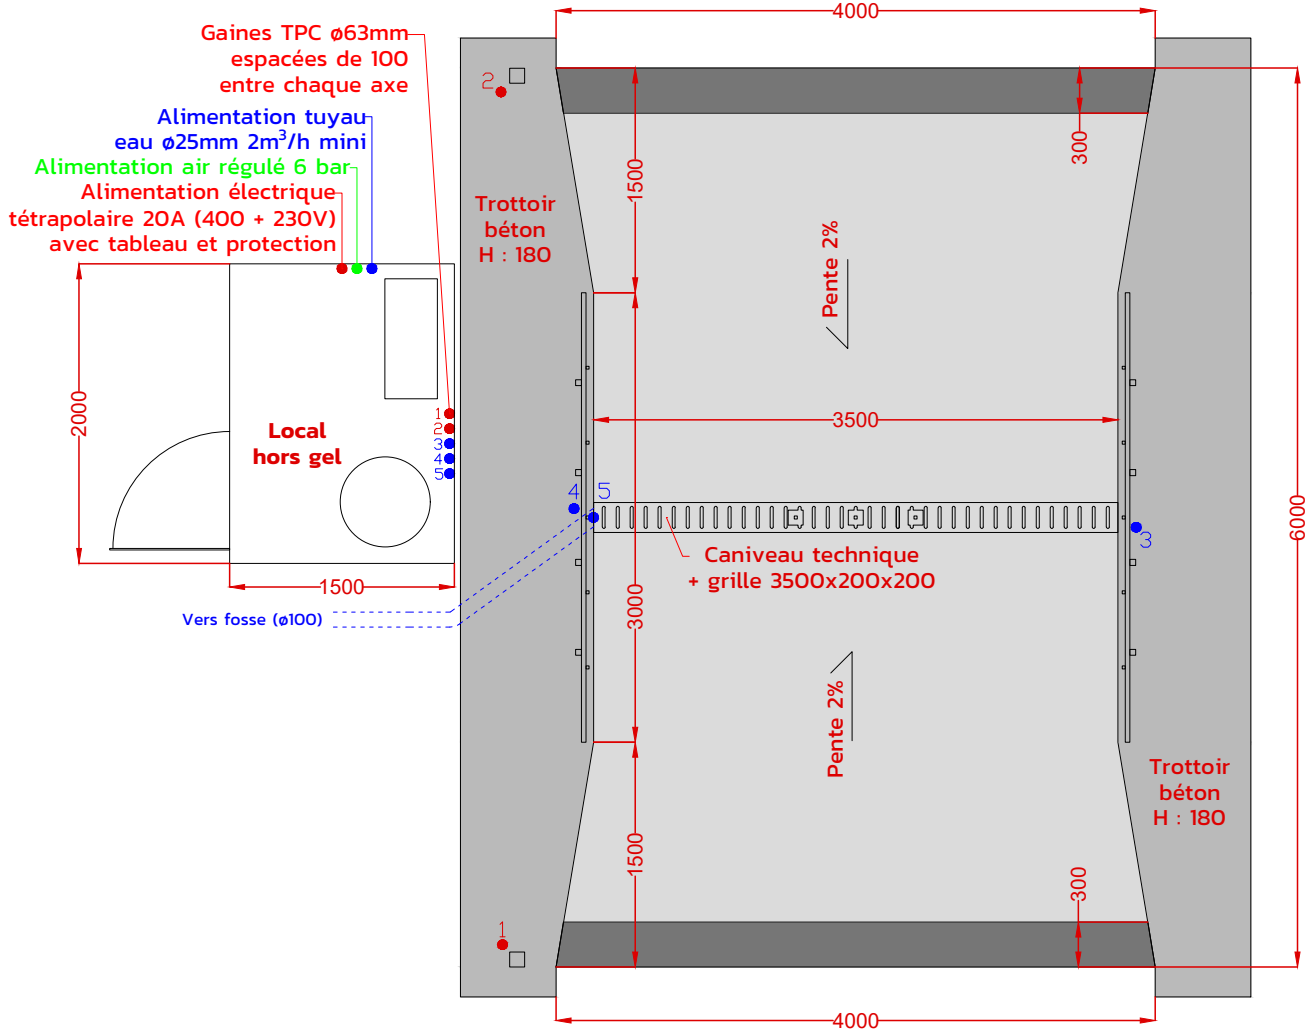 4000
Gaines TPC ø63mm
espacées de 100
entre chaque axe
Alimentation tuyau
eau ø25mm 2m³/h mini
Alimentation air régulé 6 bar
Alimentation électrique
tétrapolaire 20A (400 + 230V)
avec tableau et protection
2
300
1500
Trottoir
béton
H : 180
Pente 2%
2000
Local
hors gel
1
2
3
4
5
3500
4
5
3
6000
Caniveau technique
+ grille 3500x200x200
1500
3000
Vers fosse (ø100)
Pente 2%
Trottoir
béton
H : 180
1500
300
1
4000